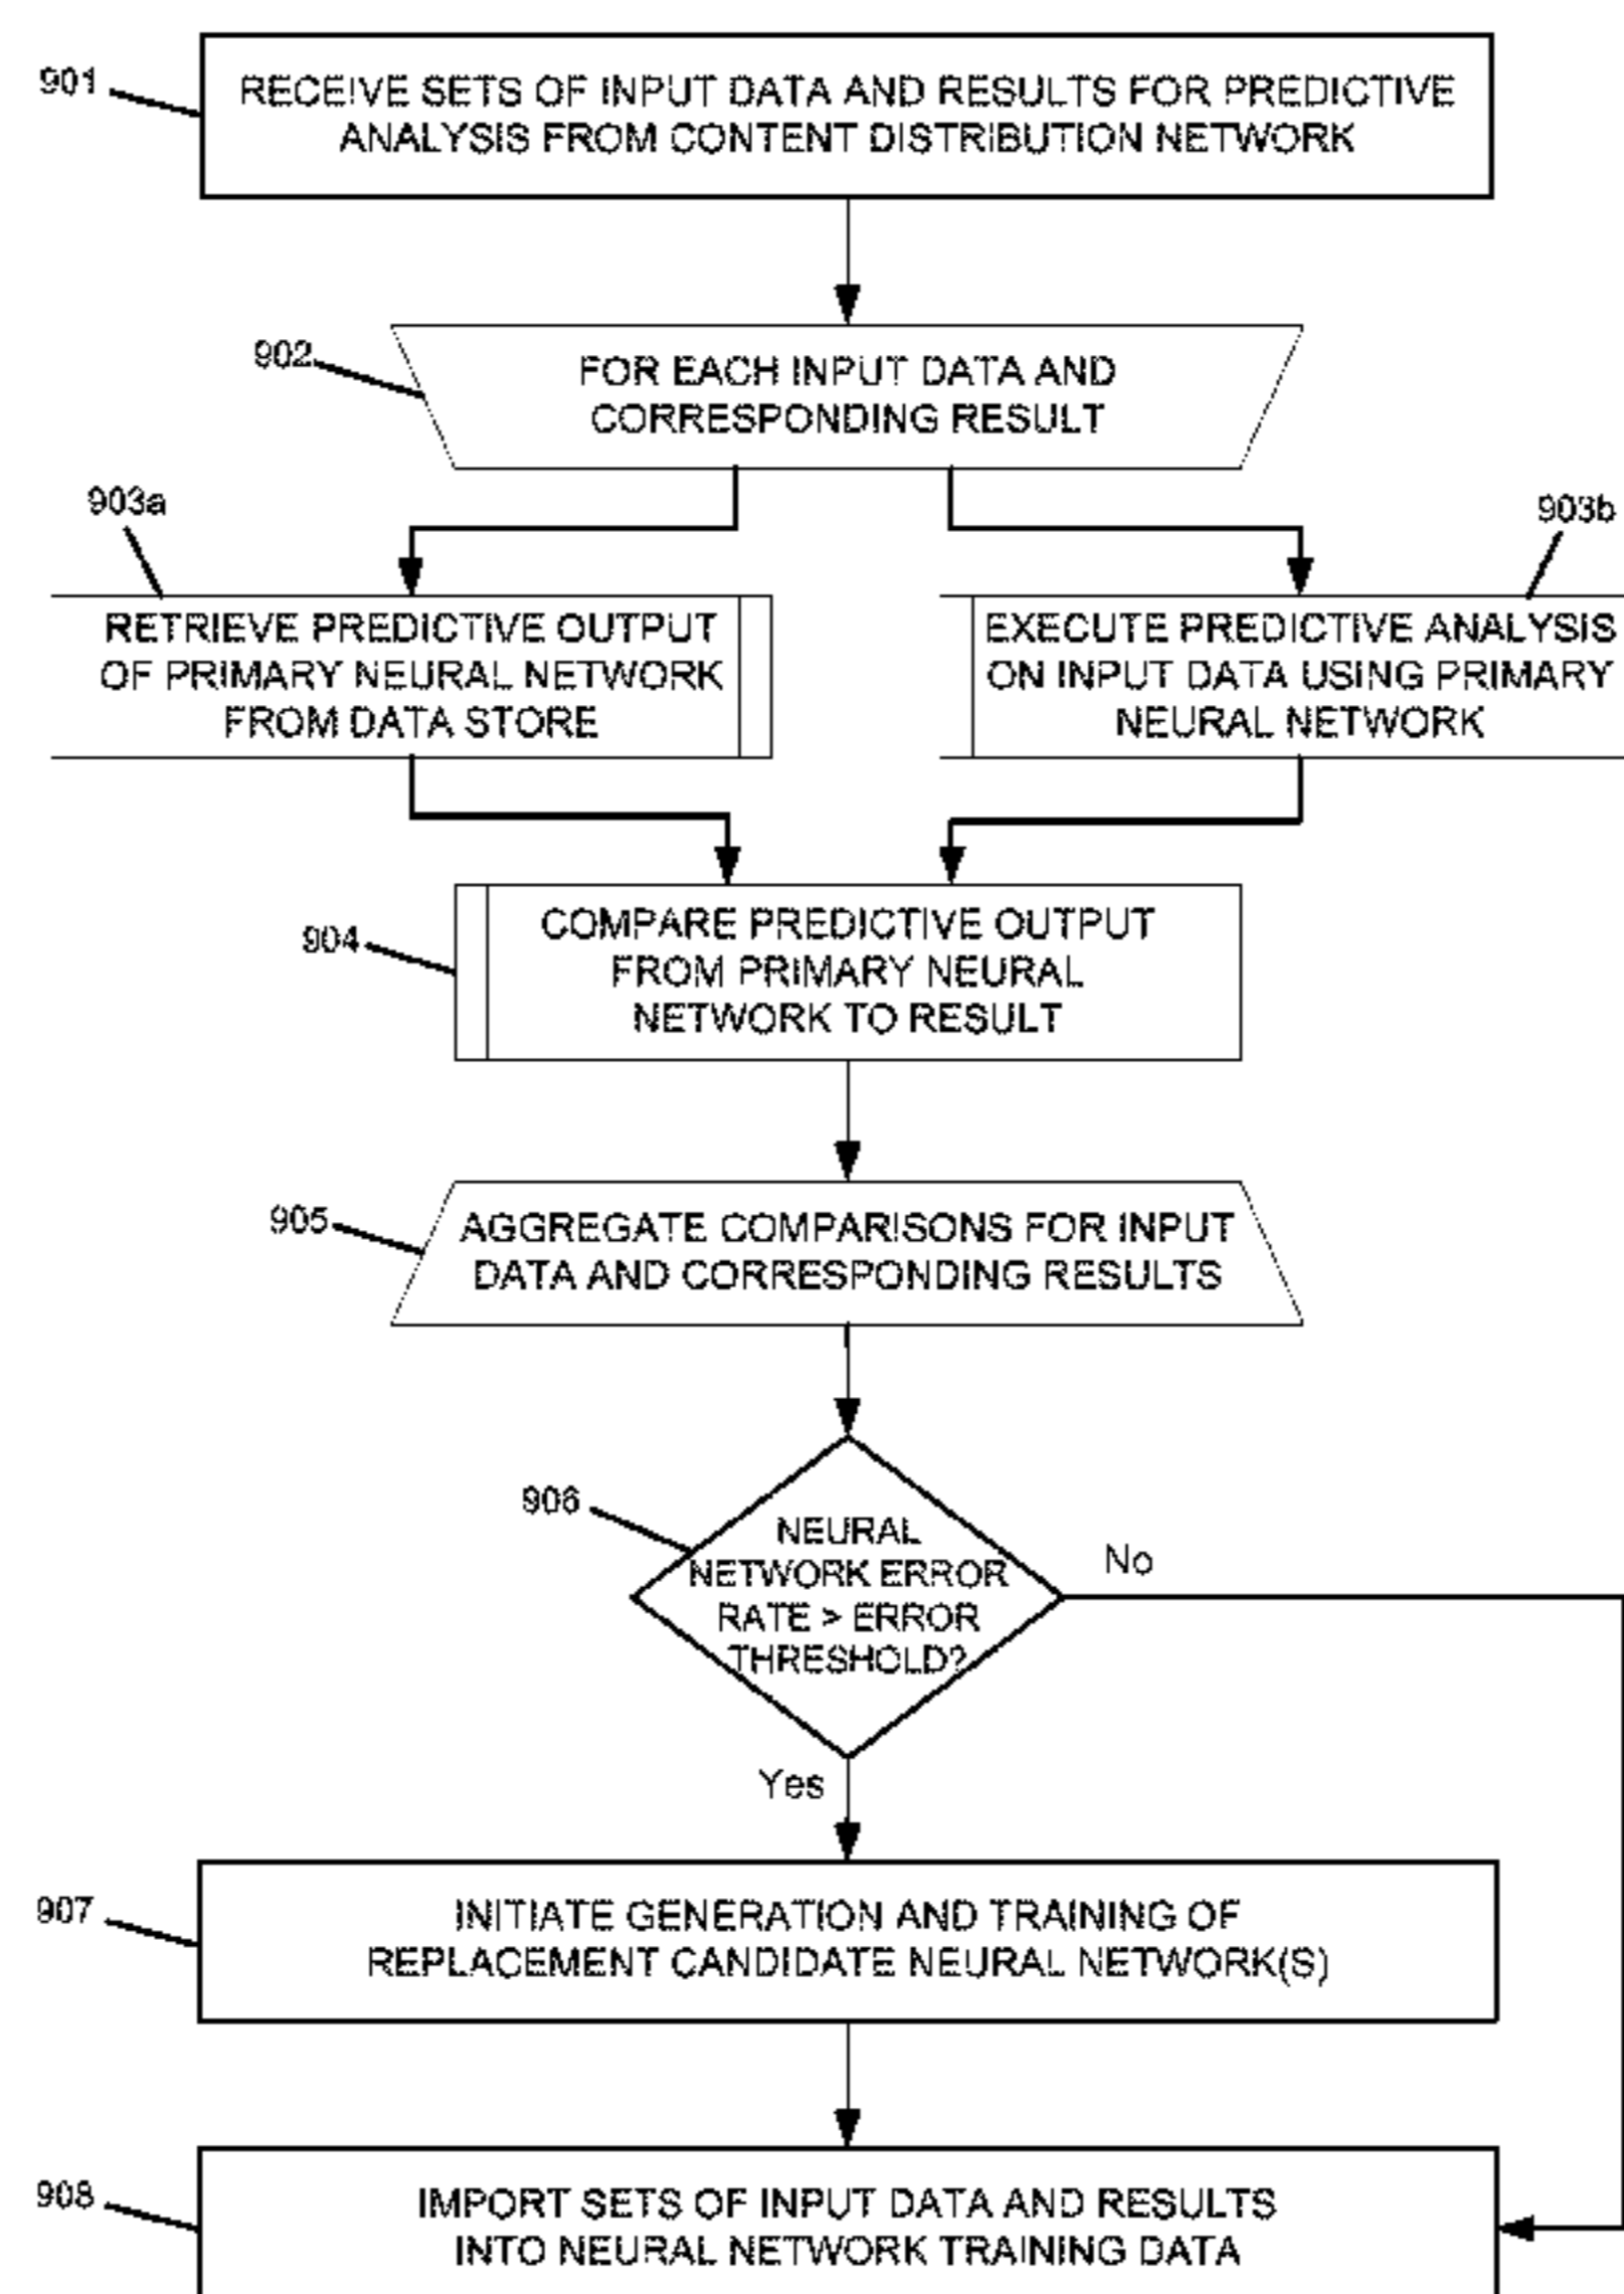 901
RECEIVE SETS OF INPUT DATA AND RESULTS FOR PREDICTIVE
ANALYSIS FROM CONTENT DISTRIBUTION NETWORK
902
FOR EACH INPUT DATA AND
CORRESPONDING RESULT
903a
903b
RETRIEVE PREDICTIVE OUTPUT
OF PRIMARY NEURAL NETWORK
FROM DATA STORE
EXECUTE PREDICTIVE ANALYSIS
ON INPUT DATA USING PRIMARY
NEURAL NETWORK
904
COMPARE PREDICTIVE OUTPUT
FROM PRIMARY NEURAL
NETWORK TO RESULT
905
AGGREGATE COMPARISONS FOR INPUT
DATA AND CORRESPONDING RESULTS
906
NEURAL
NETWORK ERROR
RATE > ERROR
THRESHOLD?
No
Yes
907
INITIATE GENERATION AND TRAINING OF
REPLACEMENT CANDIDATE NEURAL NETWORK(S)
908
IMPORT SETS OF INPUT DATA AND RESULTS
INTO NEURAL NETWORK TRAINING DATA